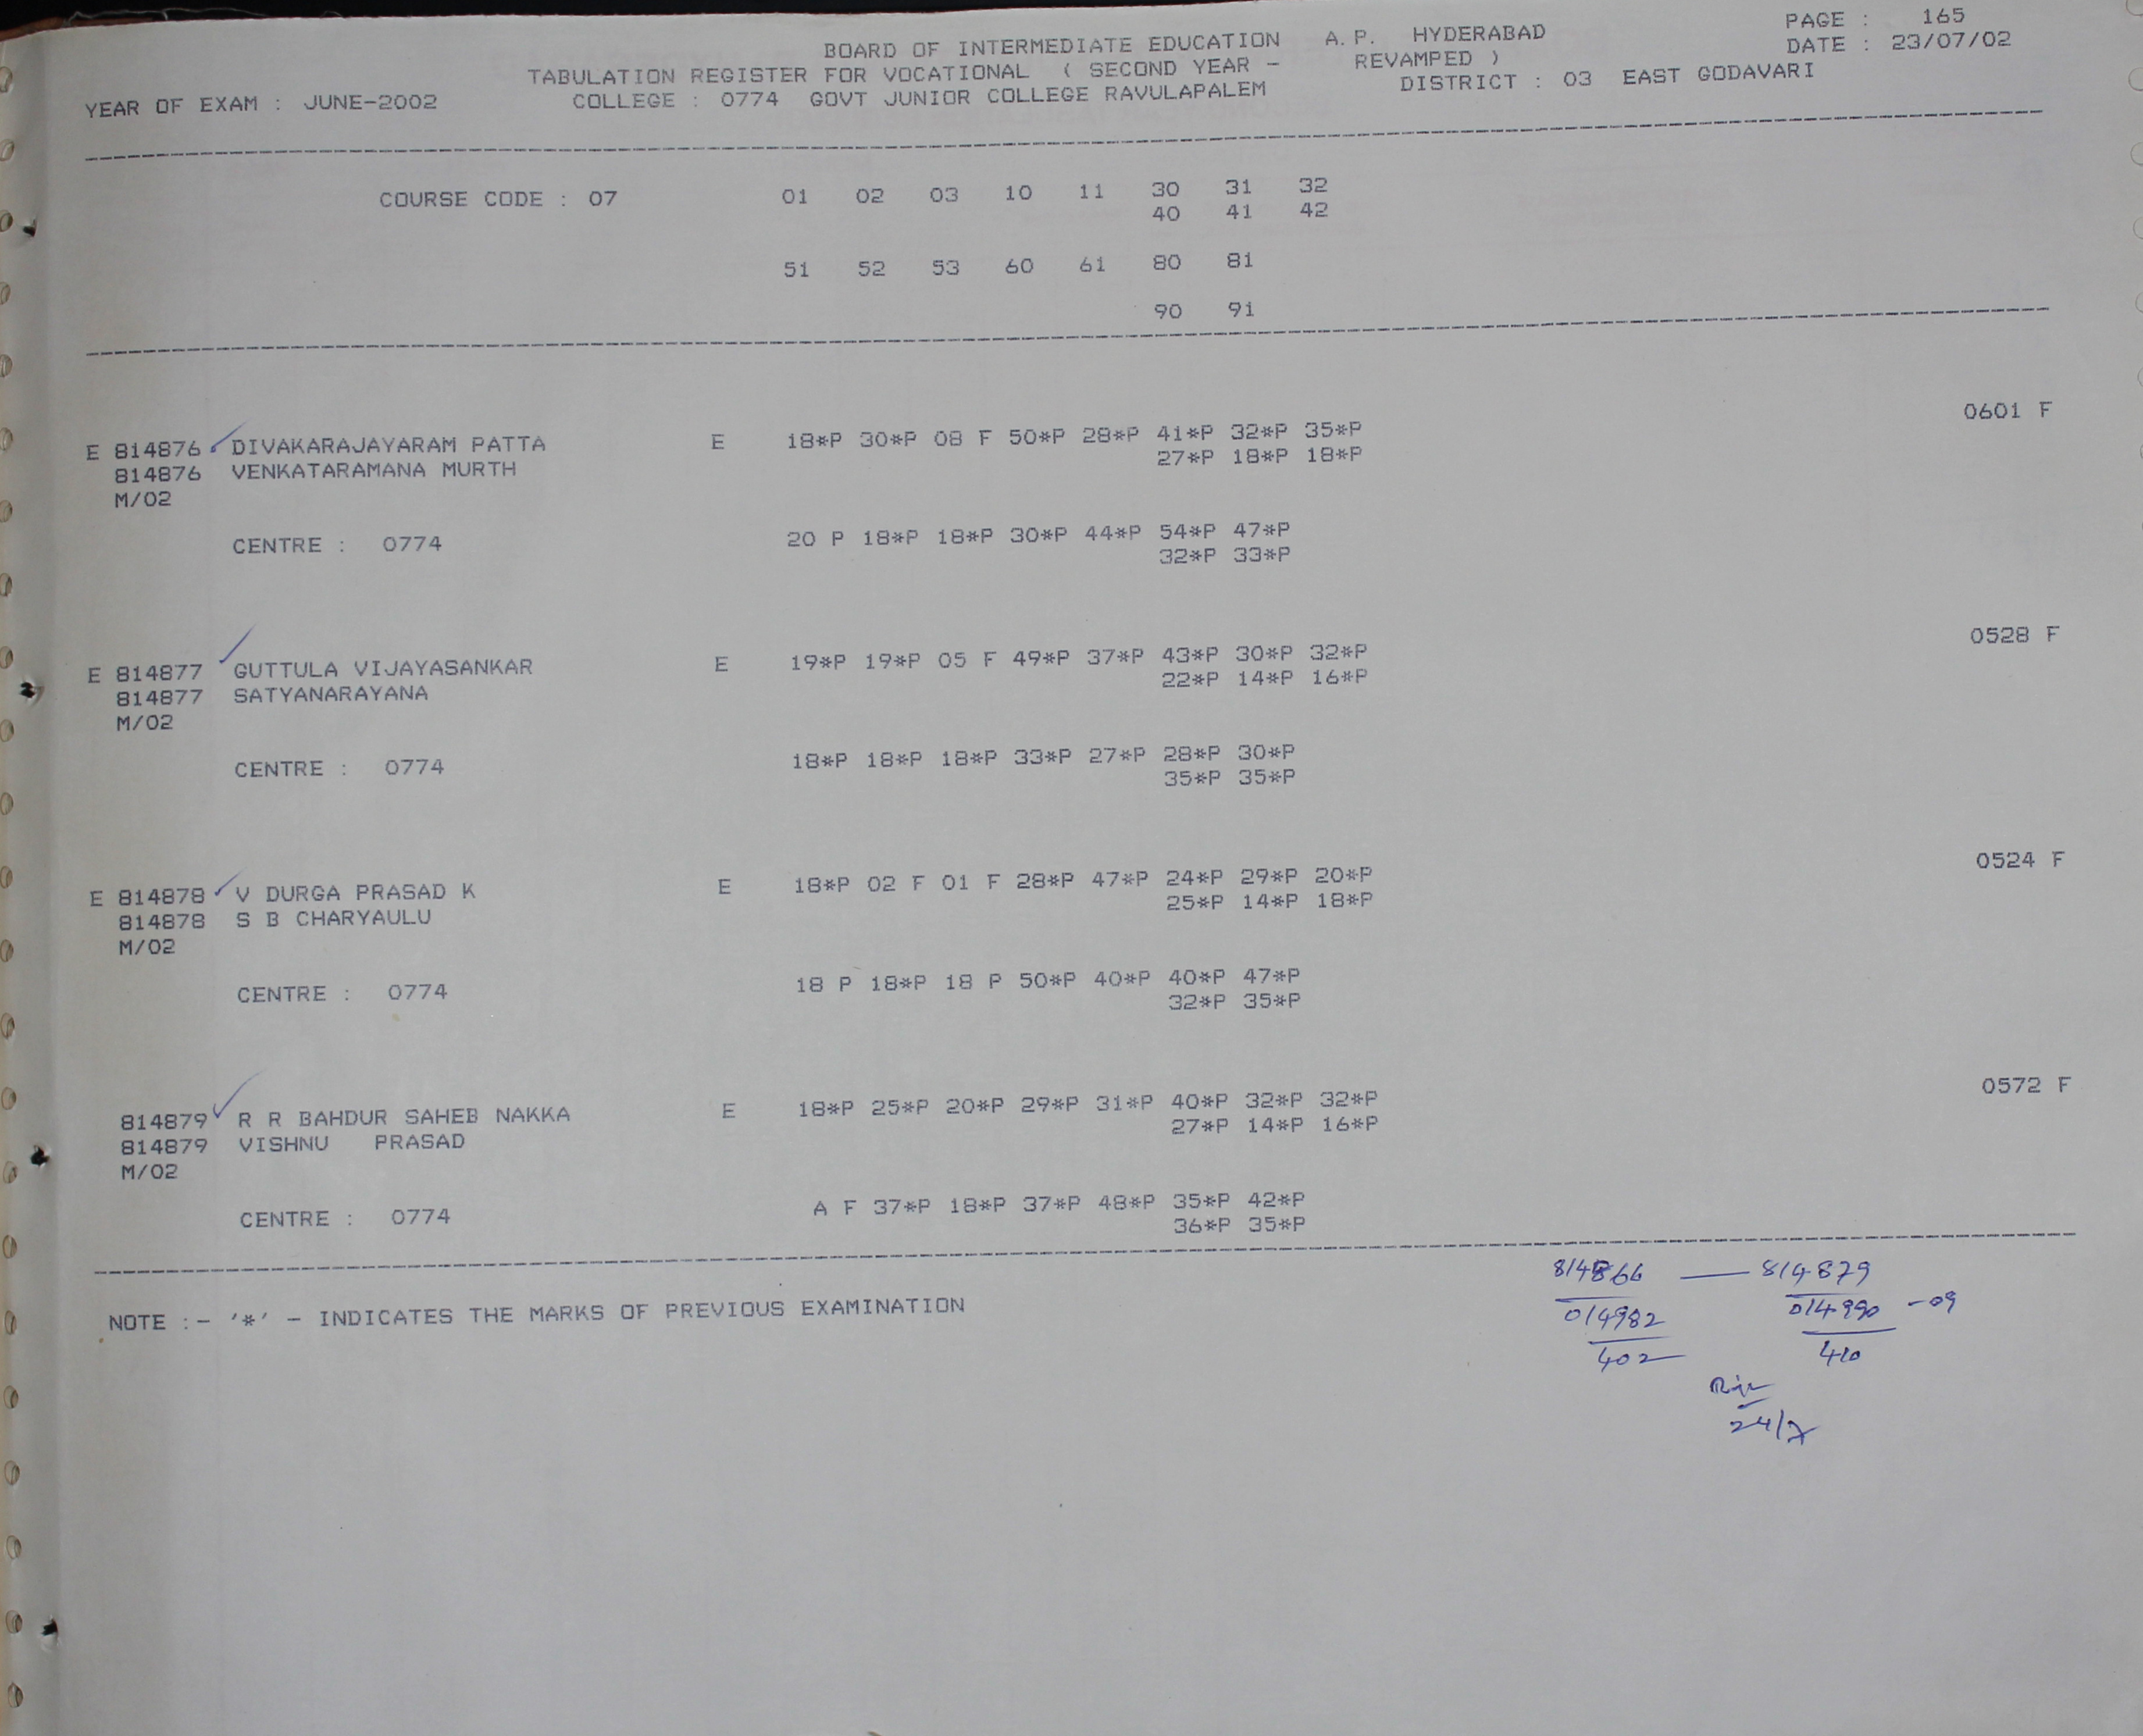 PAGE : 165
BOARD OF INTERMEDIATE EDUCATION A.P. HYDERABAD DATE : 23/07/02
TABULATION REGISTER FOR VOCATIONAL ( SECOND YEAR - REVAMPED )
YEAR OF EXAM : JUNE-2002 COLLEGE : 0774 GOVT JUNIOR COLLEGE RAVULAPALEM DISTRICT : 03 EAST GODAVARI
COURSE CODE : 07 01 02 03 10 11 30 31 32
40 41 42
51 52 53 60 61 80 81
90 91
0601 F
E 814876 DIVAKARAJAYARAM PATTA E 18*P 30*P 08 F 50*P 28*P 41*P 32*P 35*P
814876 VENKATARAMANA MURTH 27*P 18*P 18*P
M/02
CENTRE : 0774 20 P 18*P 18*P 30*P 44*P 54*P 47*P
32*P 33*P
0528 F
E 814877 GUTTULA VIJAYASANKAR E 19*P 19*P 05 F 49*P 37*P 43*P 30*P 32*P
814877 SATYANARAYANA 22*P 14*P 16*P
M/02
CENTRE : 0774 18*P 18*P 18*P 33*P 27*P 28*P 30*P
35*P 35*P
0524 F
E 814878 V DURGA PRASAD K E 18*P 02 F 01 F 28*P 47*P 24*P 29*P 20*P
814878 S B CHARYAULU 25*P 14*P 18*P
M/02
CENTRE : 0774 18 P 18*P 18 P 50*P 40*P 40*P 47*P
32*P 35*P
0572 F
814879 R R BAHDUR SAHEB NAKKA E 18*P 25*P 20*P 29*P 31*P 40*P 32*P 32*P
814879 VISHNU PRASAD 27*P 14*P 16*P
M/02
CENTRE : 0774 A F 37*P 18*P 37*P 48*P 35*P 42*P
36*P 35*P
814866 — 814879
NOTE :- '*' - INDICATES THE MARKS OF PREVIOUS EXAMINATION
014982 014990 -09
402 410
24/7